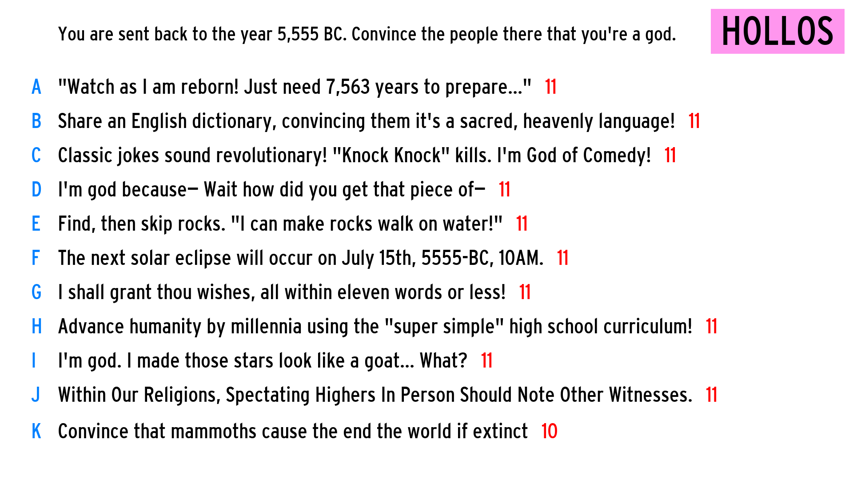 You are sent back to the year 5,555 BC. Convince the people there that you're a god.
HOLLOS
A "Watch as I am reborn! Just need 7,563 years to prepare..." 11
B Share an English dictionary, convincing them it's a sacred, heavenly language! 11
C Classic jokes sound revolutionary! "Knock Knock" kills. I'm God of Comedy! 11
D I'm god because— Wait how did you get that piece of— 11
E Find, then skip rocks. "I can make rocks walk on water!" 11
F The next solar eclipse will occur on July 15th, 5555-BC, 10AM. 11
G I shall grant thou wishes, all within eleven words or less! 11
H Advance humanity by millennia using the "super simple" high school curriculum! 11
I I'm god. I made those stars look like a goat... What? 11
J Within Our Religions, Spectating Highers In Person Should Note Other Witnesses. 11
K Convince that mammoths cause the end the world if extinct 10